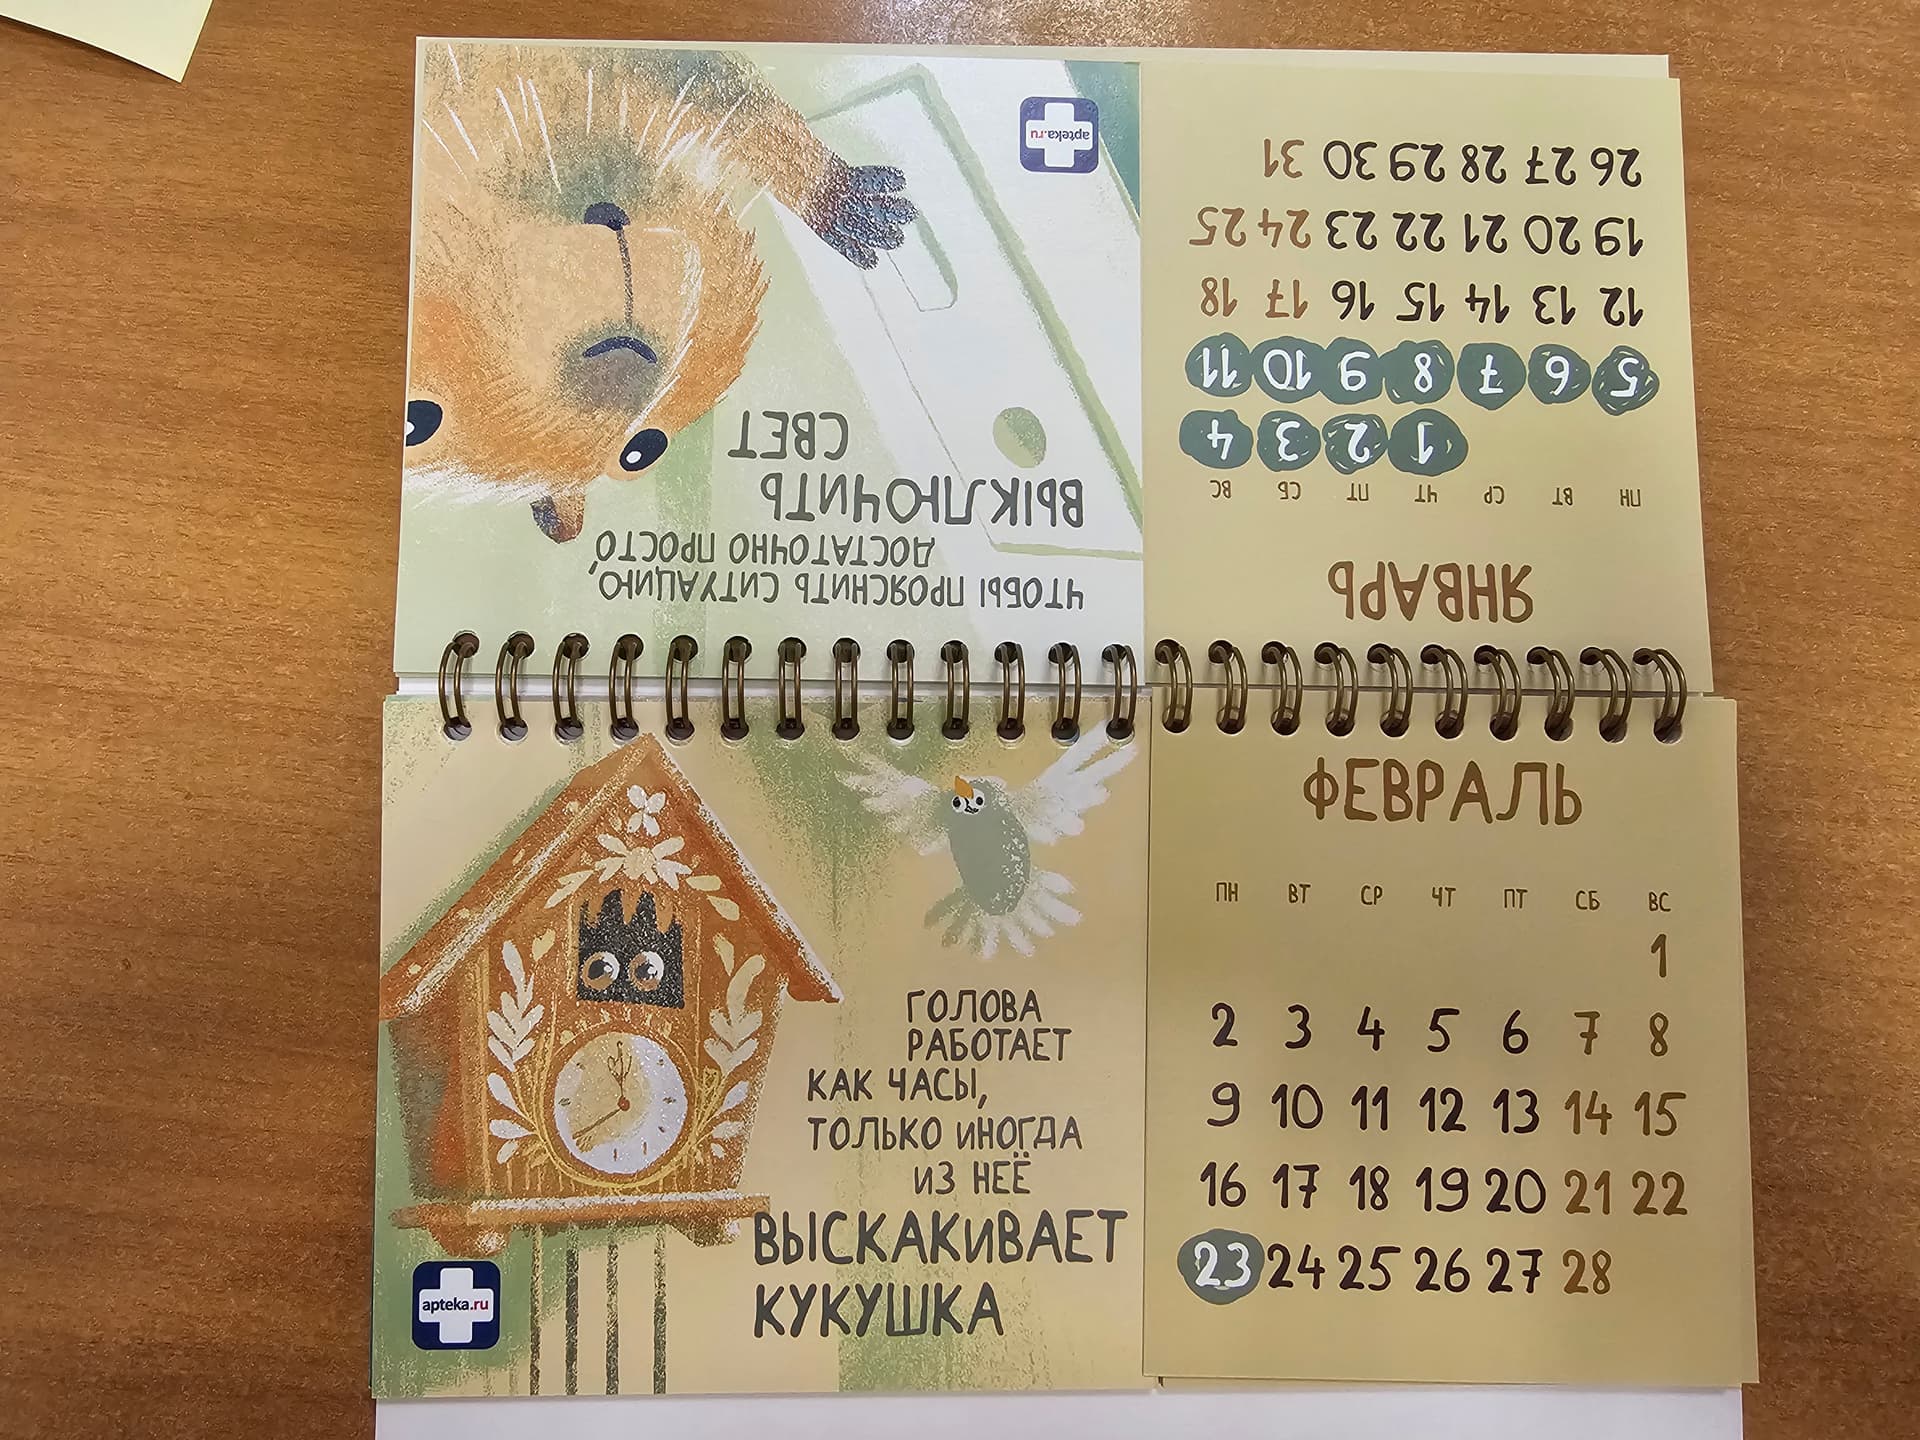 ЧТОБЫ ПРОЯСНИТЬ СИТУАЦИЮ,
ДОСТАТОЧНО ПРОСТО
ВЫКЛЮЧИТЬ
СВЕТ
apteka.ru
ЯНВАРЬ
ПН ВТ СР ЧТ ПТ СБ ВС
1 2 3 4
5 6 7 8 9 10 11
12 13 14 15 16 17 18
19 20 21 22 23 24 25
26 27 28 29 30 31
ГОЛОВА
РАБОТАЕТ
КАК ЧАСЫ,
ТОЛЬКО ИНОГДА
ИЗ НЕЁ
ВЫСКАКИВАЕТ
КУКУШКА
apteka.ru
ФЕВРАЛЬ
ПН ВТ СР ЧТ ПТ СБ ВС
1
2 3 4 5 6 7 8
9 10 11 12 13 14 15
16 17 18 19 20 21 22
23 24 25 26 27 28